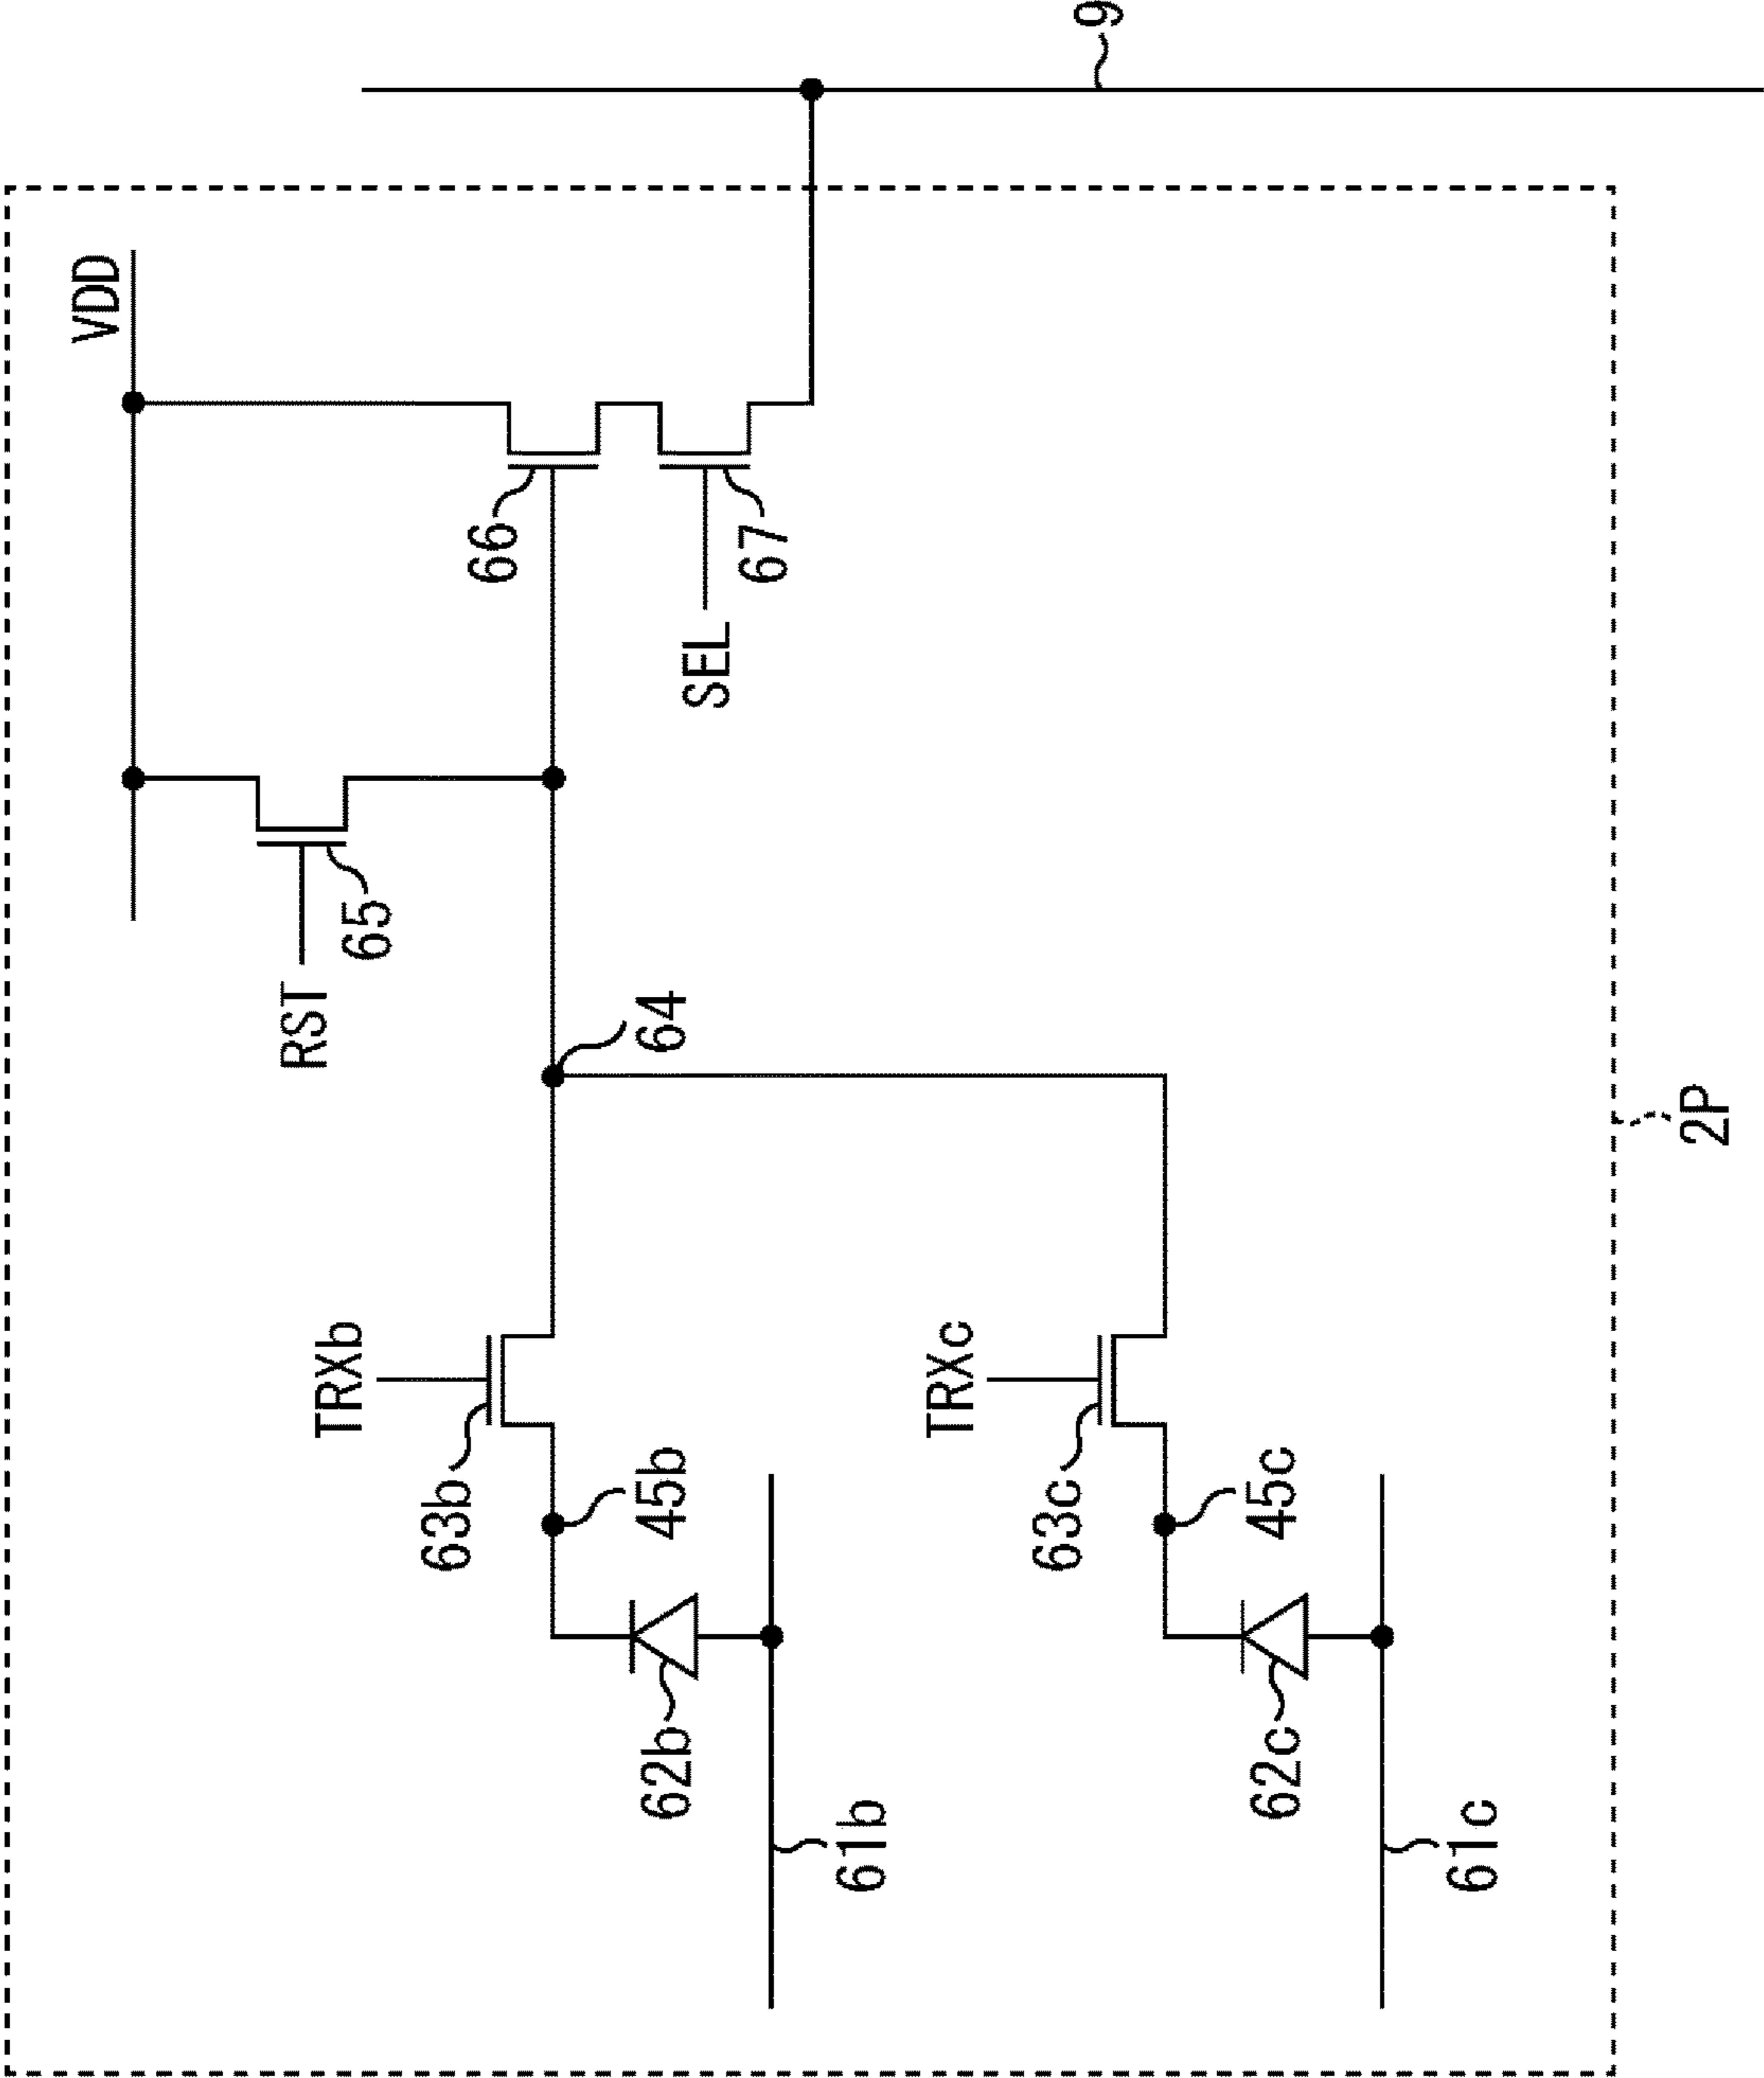 VDD
9
RST
65
66
SEL
67
TRXb
63b
64
45b
62b
61b
TRXc
63c
45c
62c
61c
2P